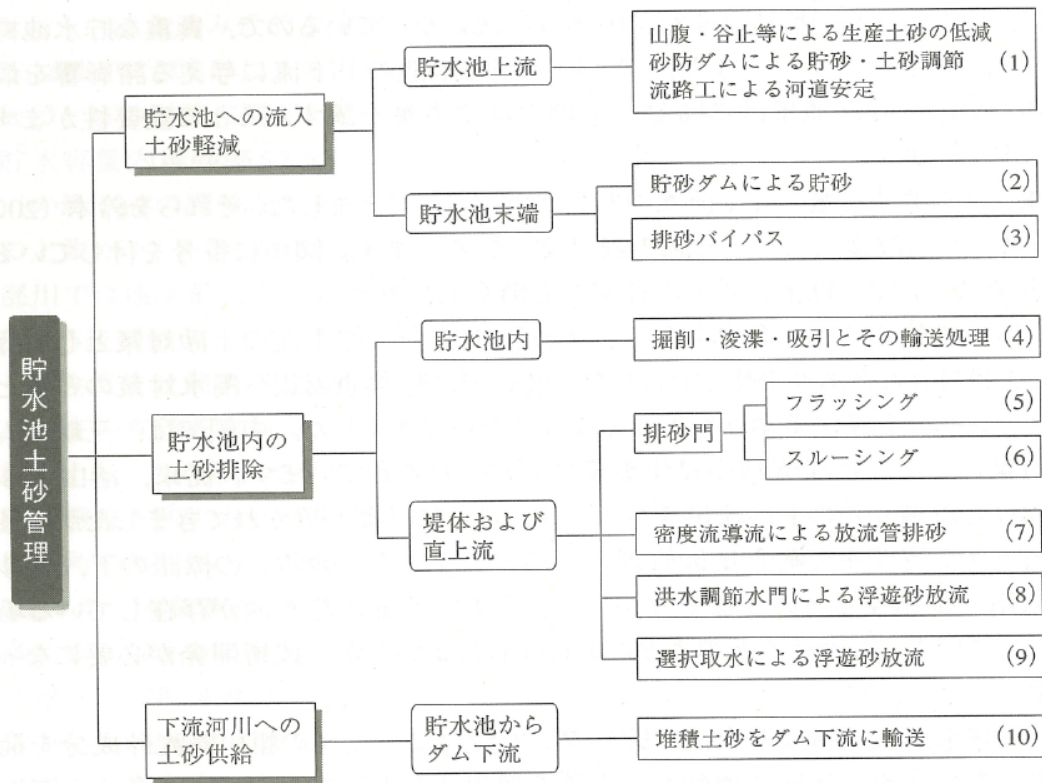 貯水池土砂管理
貯水池への流入
土砂軽減
貯水池上流
山腹・谷止等による生産土砂の低減
砂防ダムによる貯砂・土砂調節 (1)
流路工による河道安定
貯水池末端
貯砂ダムによる貯砂 (2)
排砂バイパス (3)
貯水池内の
土砂排除
貯水池内
掘削・浚渫・吸引とその輸送処理 (4)
堤体および
直上流
排砂門
フラッシング (5)
スルーシング (6)
密度流導流による放流管排砂 (7)
洪水調節水門による浮遊砂放流 (8)
選択取水による浮遊砂放流 (9)
下流河川への
土砂供給
貯水池から
ダム下流
堆積土砂をダム下流に輸送 (10)